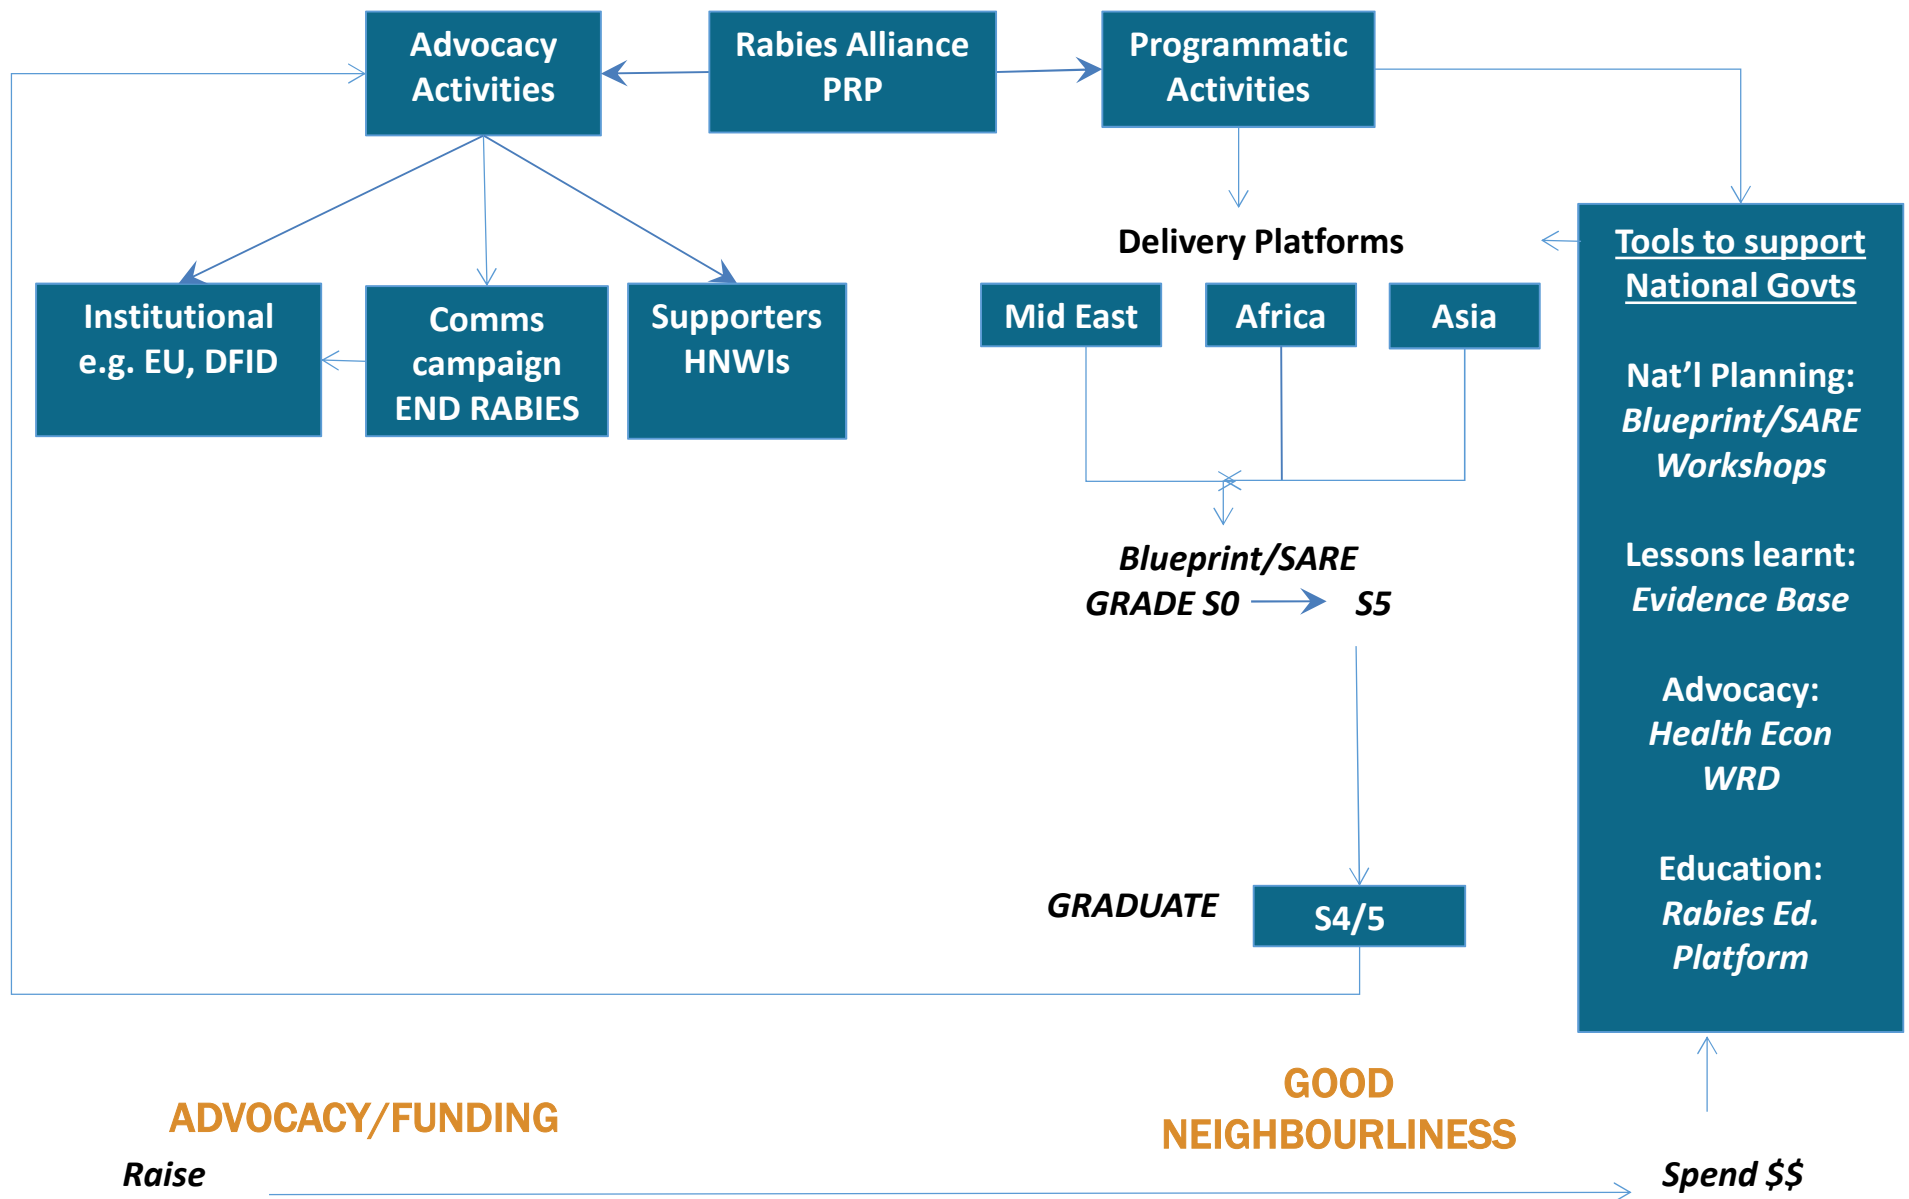 Advocacy
Activities
Rabies Alliance
PRP
Programmatic
Activities
Institutional
e.g. EU, DFID
Comms
campaign
END RABIES
Supporters
HNWIs
Delivery Platforms
Mid East
Africa
Asia
Blueprint/SARE
GRADE S0
S5
GRADUATE
S4/5
Tools to support
National Govts
Nat’l Planning:
Blueprint/SARE
Workshops
Lessons learnt:
Evidence Base
Advocacy:
Health Econ
WRD
Education:
Rabies Ed.
Platform
ADVOCACY/FUNDING
GOOD
NEIGHBOURLINESS
Raise
Spend $$